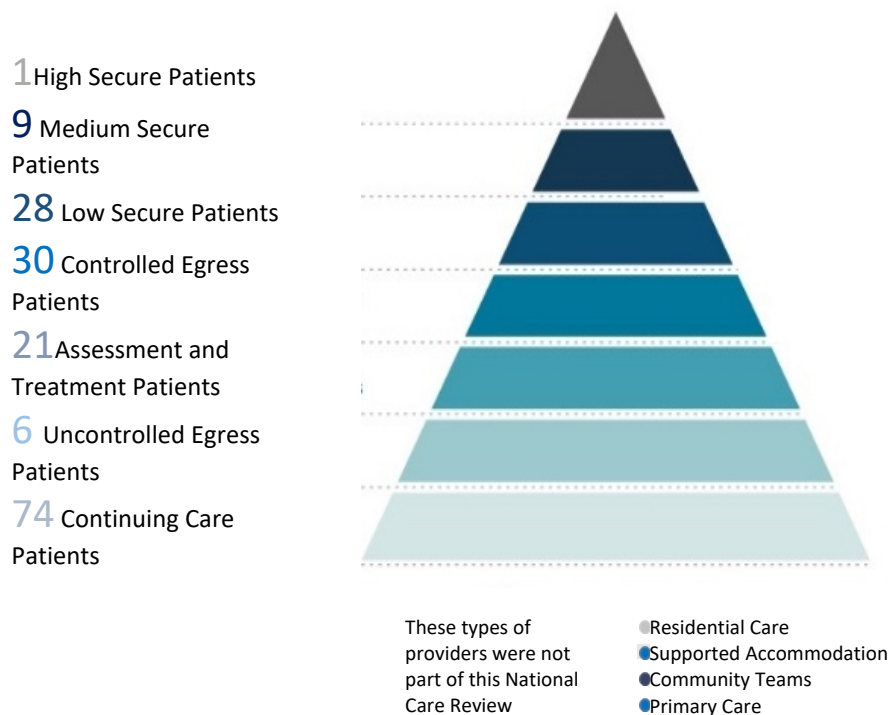 1High Secure Patients
9 Medium Secure
Patients
28 Low Secure Patients
30 Controlled Egress
Patients
21Assessment and
Treatment Patients
6 Uncontrolled Egress
Patients
74 Continuing Care
Patients
These types of
providers were not
part of this National
Care Review
Residential Care
Supported Accommodation
Community Teams
Primary Care